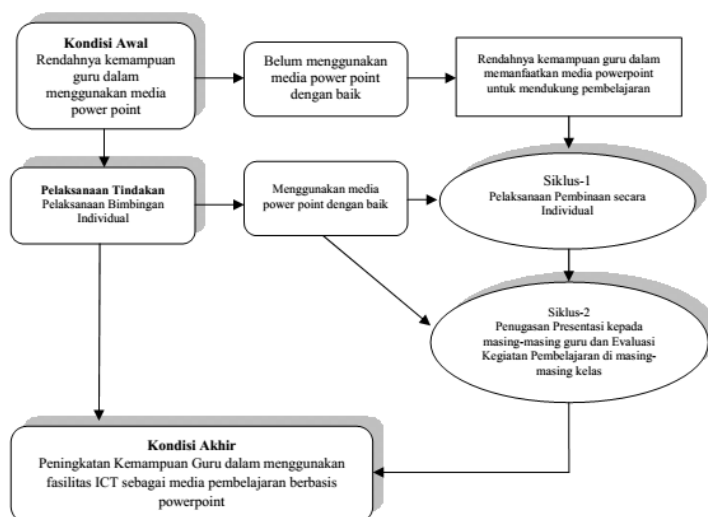 Kondisi Awal
Rendahnya kemampuan
guru dalam
menggunakan media
power point
Belum menggunakan
media power point
dengan baik
Rendahnya kemampuan guru dalam
memanfaatkan media powerpoint
untuk mendukung pembelajaran
Pelaksanaan Tindakan
Pelaksanaan Bimbingan
Individual
Menggunakan media
power point dengan baik
Siklus-1
Pelaksanaan Pembinaan secara
Individual
Siklus-2
Penugasan Presentasi kepada
masing-masing guru dan Evaluasi
Kegiatan Pembelajaran di masing-
masing kelas
Kondisi Akhir
Peningkatan Kemampuan Guru dalam menggunakan
fasilitas ICT sebagai media pembelajaran berbasis
powerpoint